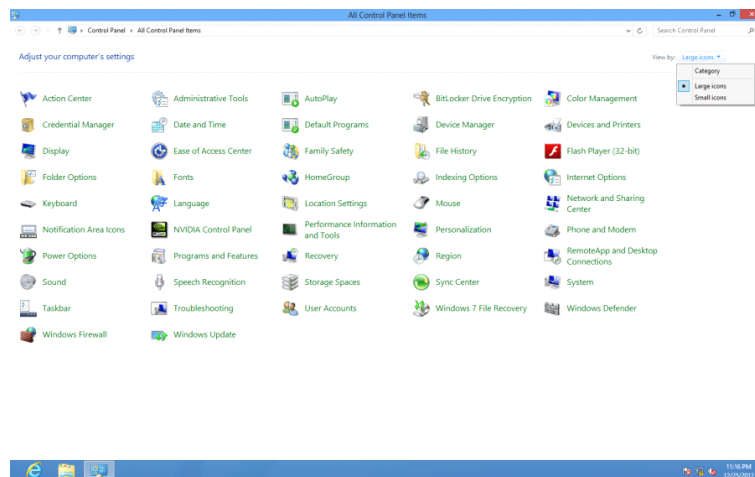 All Control Panel Items
Control Panel
All Control Panel Items
Search Control Panel
Adjust your computer's settings
View by: Large icons
Category
Large icons
Small icons
Action Center
Administrative Tools
AutoPlay
BitLocker Drive Encryption
Color Management
Credential Manager
Date and Time
Default Programs
Device Manager
Devices and Printers
Display
Ease of Access Center
Family Safety
File History
Flash Player (32-bit)
Folder Options
Fonts
HomeGroup
Indexing Options
Internet Options
Keyboard
Language
Location Settings
Mouse
Network and Sharing
Center
Notification Area Icons
NVIDIA Control Panel
Performance Information
and Tools
Personalization
Phone and Modem
Power Options
Programs and Features
Recovery
Region
RemoteApp and Desktop
Connections
Sound
Speech Recognition
Storage Spaces
Sync Center
System
Taskbar
Troubleshooting
User Accounts
Windows 7 File Recovery
Windows Defender
Windows Firewall
Windows Update
11:16 PM
12/25/2012